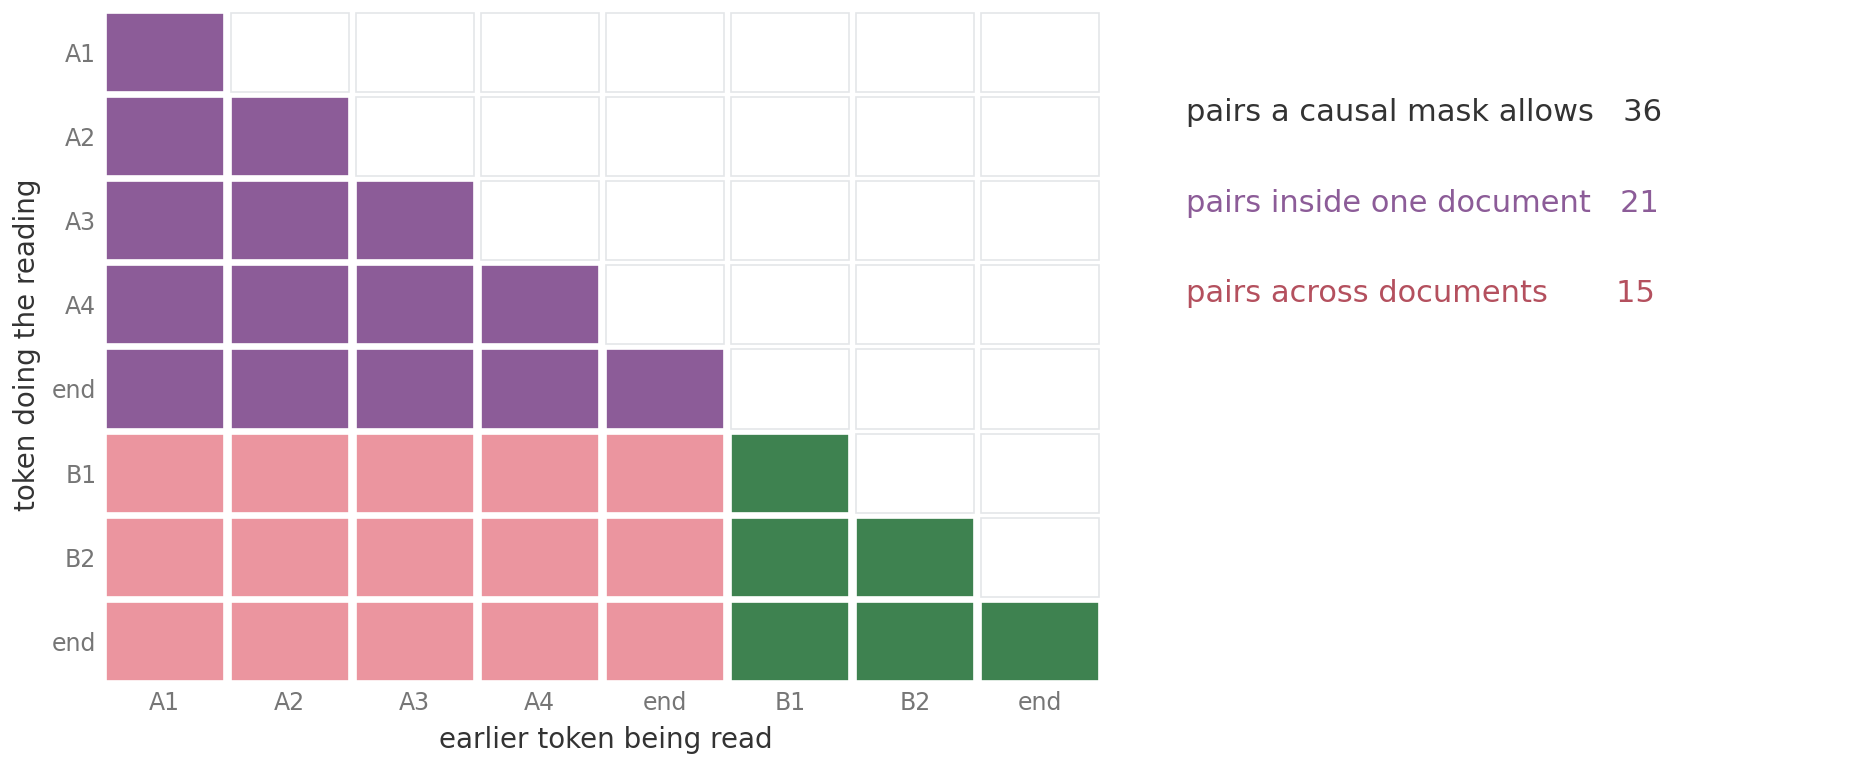 token doing the reading
A1
A2
A3
A4
end
B1
B2
end
A1 A2 A3 A4 end B1 B2 end
earlier token being read
pairs a causal mask allows 36
pairs inside one document 21
pairs across documents 15